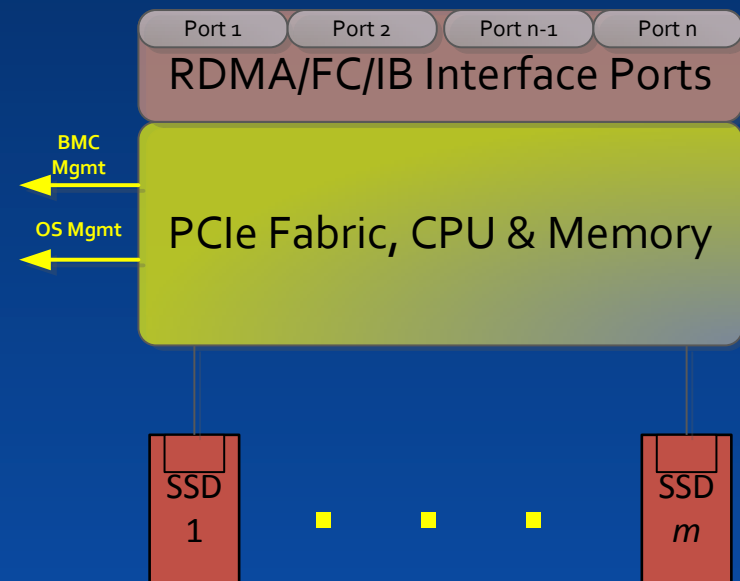 Port 1 Port 2 Port n-1 Port n
RDMA/FC/IB Interface Ports
BMC
Mgmt
OS Mgmt
PCIe Fabric, CPU & Memory
SSD
1
SSD
m